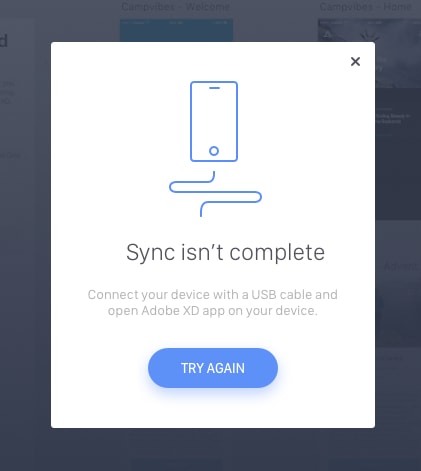 Campvibes - Welcome
Campvibes - Home
Sync isn't complete
Connect your device with a USB cable and
open Adobe XD app on your device.
TRY AGAIN